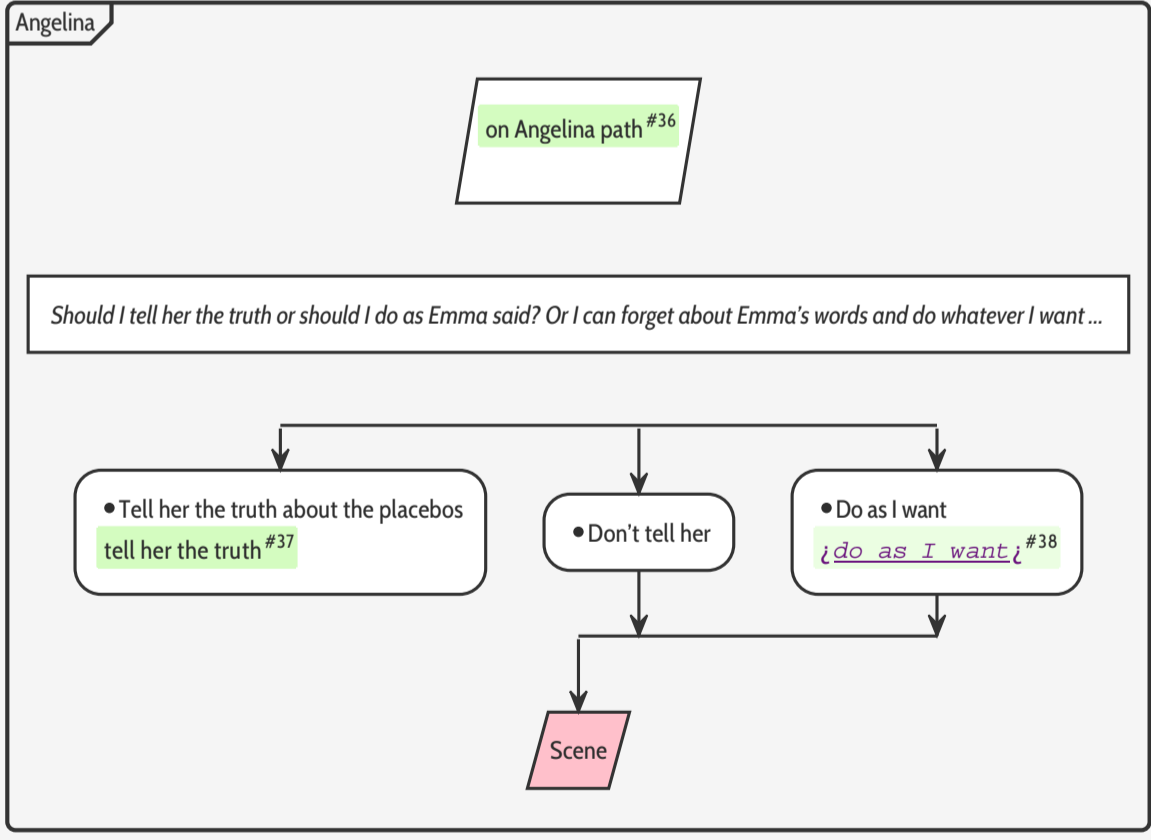 Angelina
on Angelina path #36
Should I tell her the truth or should I do as Emma said? Or I can forget about Emma's words and do whatever I want ...
•Tell her the truth about the placebos
tell her the truth #37
•Don't tell her
•Do as I want
¿do as I want¿ #38
Scene